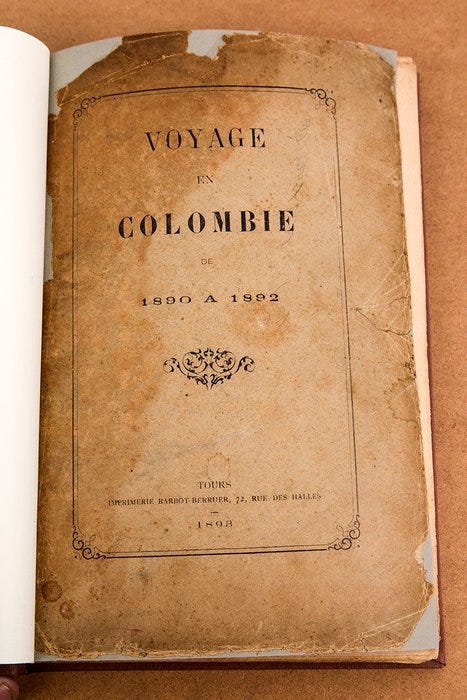 VOYAGE
EN
COLOMBIE
DE
1890 A 1892
TOURS
IMPRIMERIE BARBOT-BERRUER, 72, RUE DES HALLES
1893